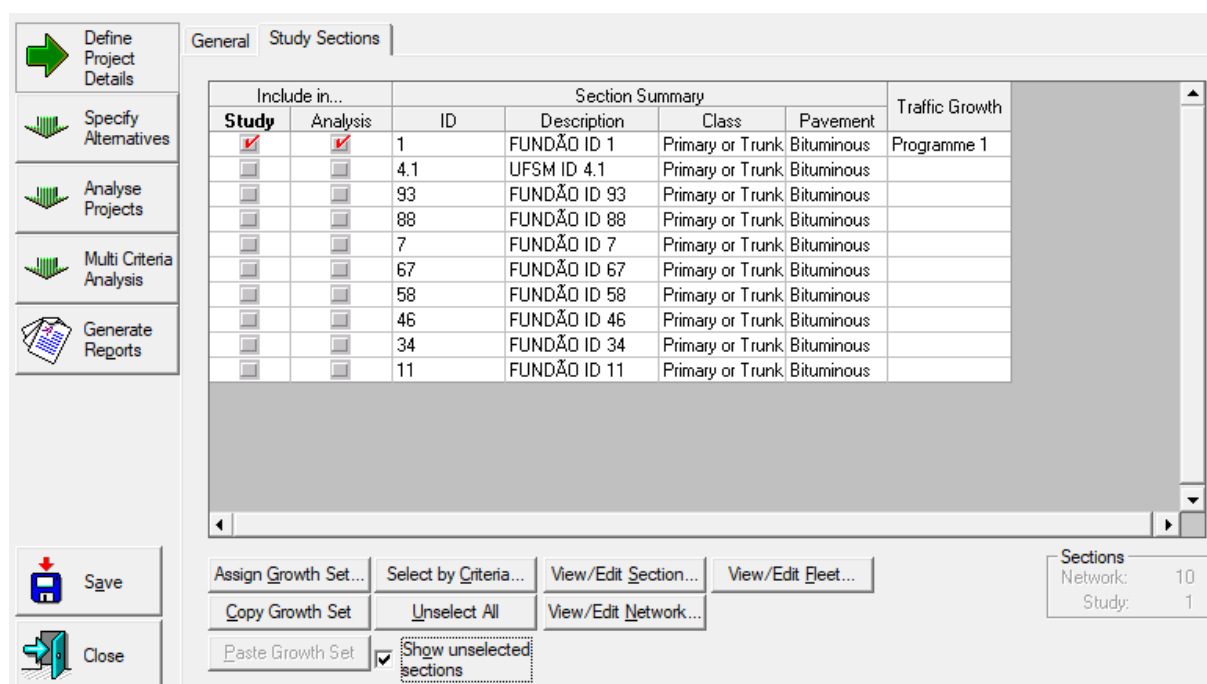 Define
Project
Details
Specify
Alternatives
Analyse
Projects
Multi Criteria
Analysis
Generate
Reports
Save
Close
General Study Sections
Include in... Section Summary Traffic Growth
Study Analysis ID Description Class Pavement
1 FUNDÃO ID 1 Primary or Trunk Bituminous Programme 1
4.1 UFSM ID 4.1 Primary or Trunk Bituminous
93 FUNDÃO ID 93 Primary or Trunk Bituminous
88 FUNDÃO ID 88 Primary or Trunk Bituminous
7 FUNDÃO ID 7 Primary or Trunk Bituminous
67 FUNDÃO ID 67 Primary or Trunk Bituminous
58 FUNDÃO ID 58 Primary or Trunk Bituminous
46 FUNDÃO ID 46 Primary or Trunk Bituminous
34 FUNDÃO ID 34 Primary or Trunk Bituminous
11 FUNDÃO ID 11 Primary or Trunk Bituminous
Assign Growth Set... Select by Criteria... View/Edit Section... View/Edit Fleet...
Copy Growth Set Unselect All View/Edit Network...
Paste Growth Set Show unselected
sections
Sections
Network: 10
Study: 1